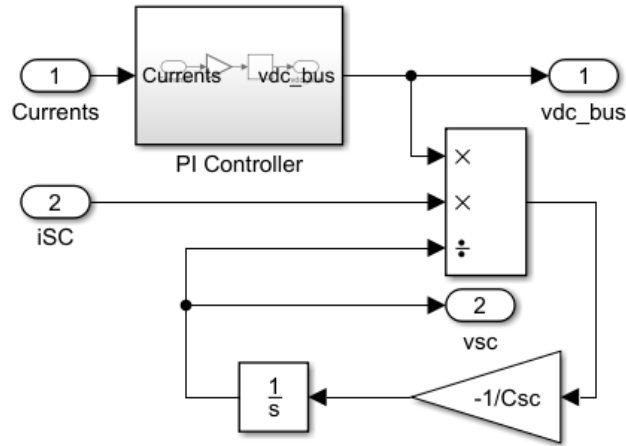 1
Currents
Currents
vdc_bus
PI Controller
1
vdc_bus
2
iSC
×
×
÷
2
vsc
1
s
-1/Csc